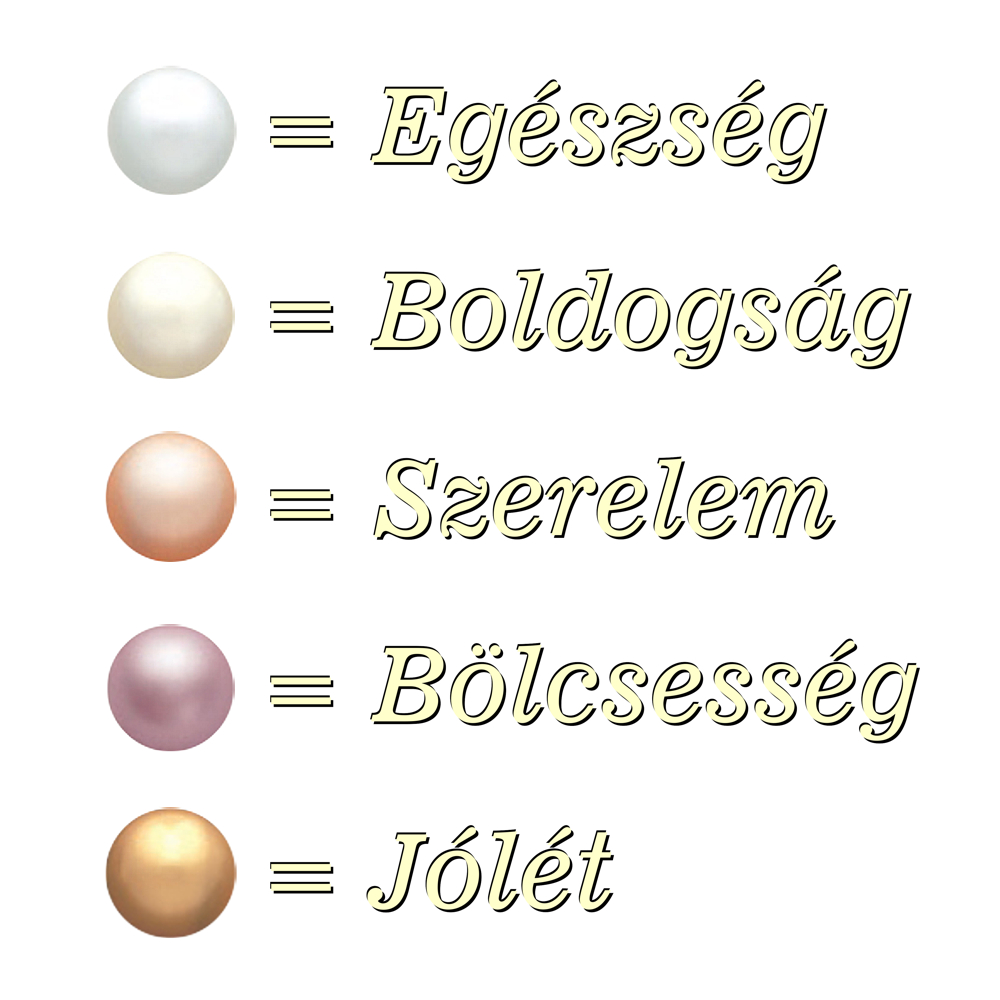 ≡ Egészség
≡ Boldogság
≡ Szerelem
≡ Bölcsesség
≡ Jólét